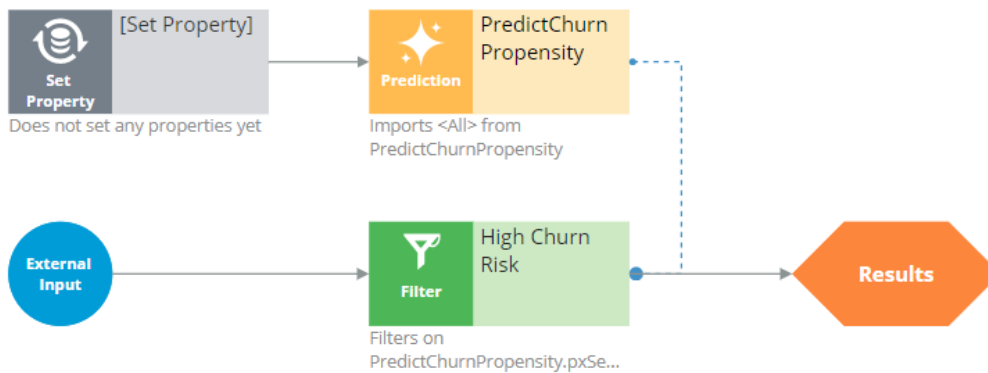 [Set Property]
Set
Property
Does not set any properties yet
PredictChurn
Propensity
Prediction
Imports <All> from
PredictChurnPropensity
External
Input
High Churn
Risk
Filter
Filters on
PredictChurnPropensity.pxSe...
Results